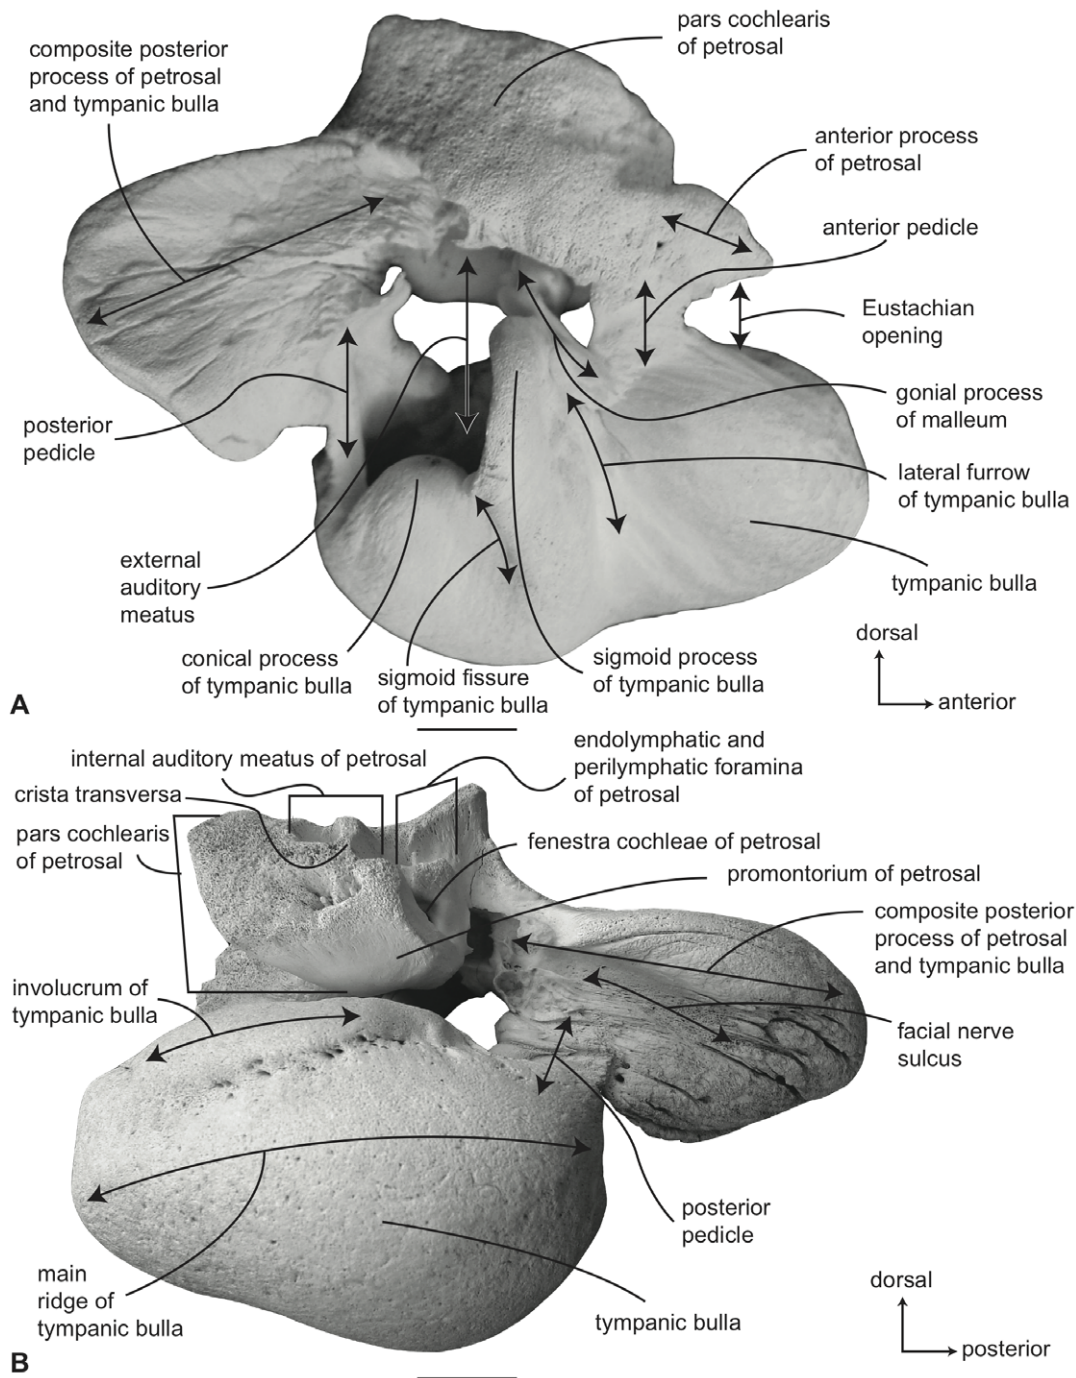 pars cochlearis
of petrosal
composite posterior
process of petrosal
and tympanic bulla
anterior process
of petrosal
anterior pedicle
Eustachian
opening
gonial process
of malleum
posterior
pedicle
lateral furrow
of tympanic bulla
external
auditory
meatus
tympanic bulla
conical process
of tympanic bulla
sigmoid fissure
of tympanic bulla
sigmoid process
of tympanic bulla
dorsal
anterior
A
internal auditory meatus of petrosal
endolymphatic and
perilymphatic foramina
of petrosal
crista transversa
pars cochlearis
of petrosal
fenestra cochleae of petrosal
promontorium of petrosal
composite posterior
process of petrosal
and tympanic bulla
involucrum of
tympanic bulla
facial nerve
sulcus
posterior
pedicle
main
ridge of
tympanic bulla
tympanic bulla
dorsal
posterior
B